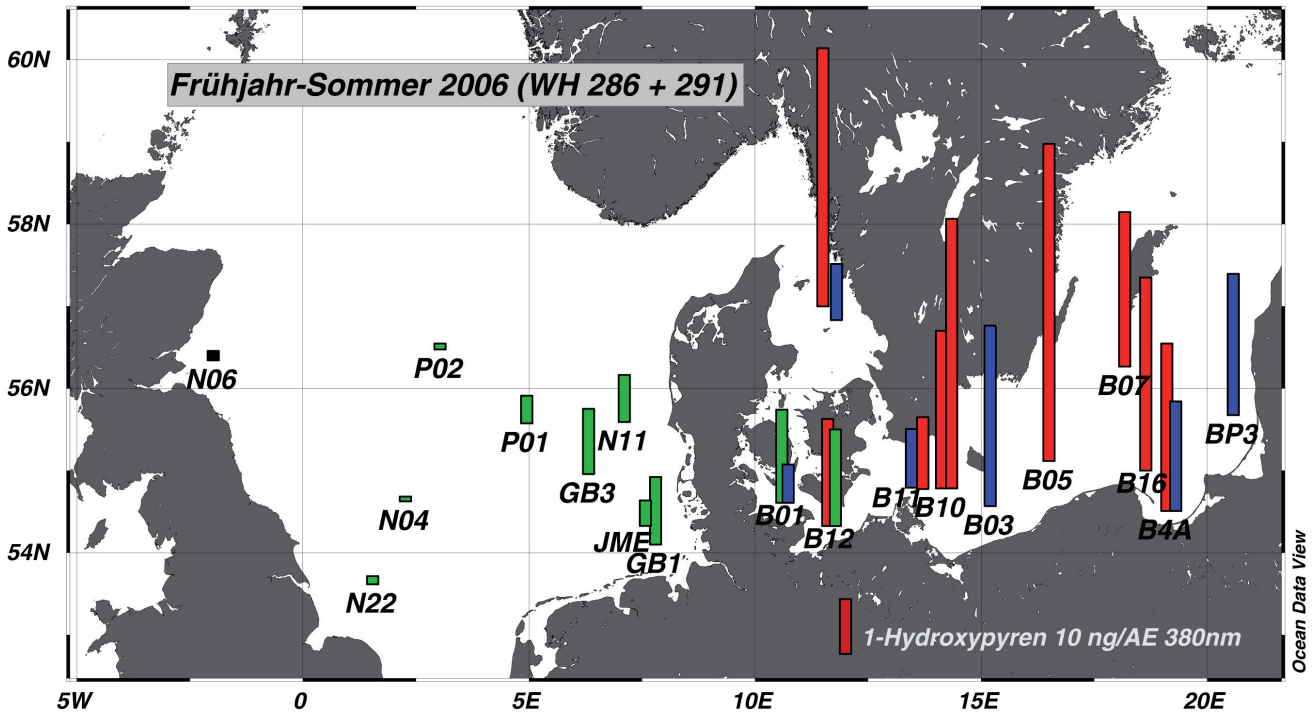 60N
Frühjahr-Sommer 2006 (WH 286 + 291)
58N
56N
N06
P02
B07
P01
N11
BP3
GB3
B05
B16
N04
B11
B10
B01
B03
B4A
JME
B12
54N
GB1
N22
1-Hydroxypyren 10 ng/AE 380nm
Ocean Data View
5W 0 5E 10E 15E 20E